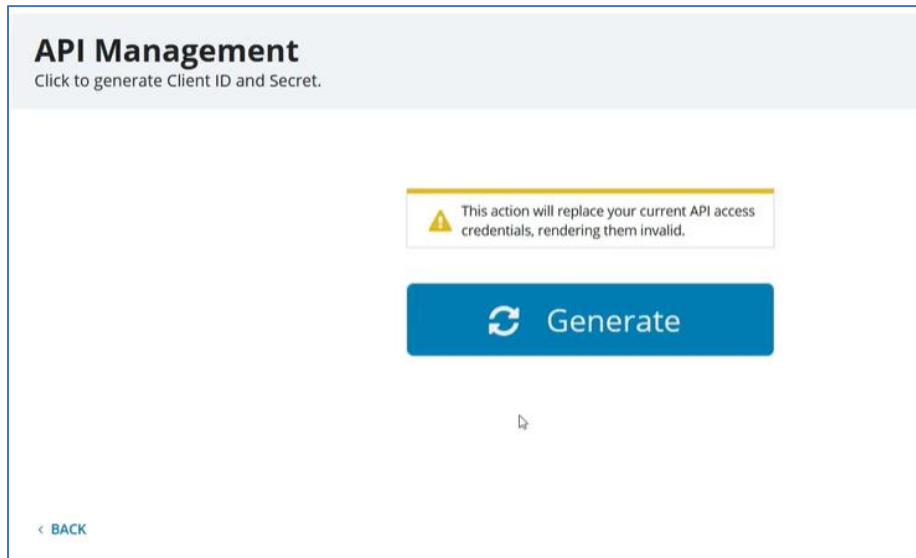 API Management
Click to generate Client ID and Secret.
This action will replace your current API access
credentials, rendering them invalid.
Generate
< BACK